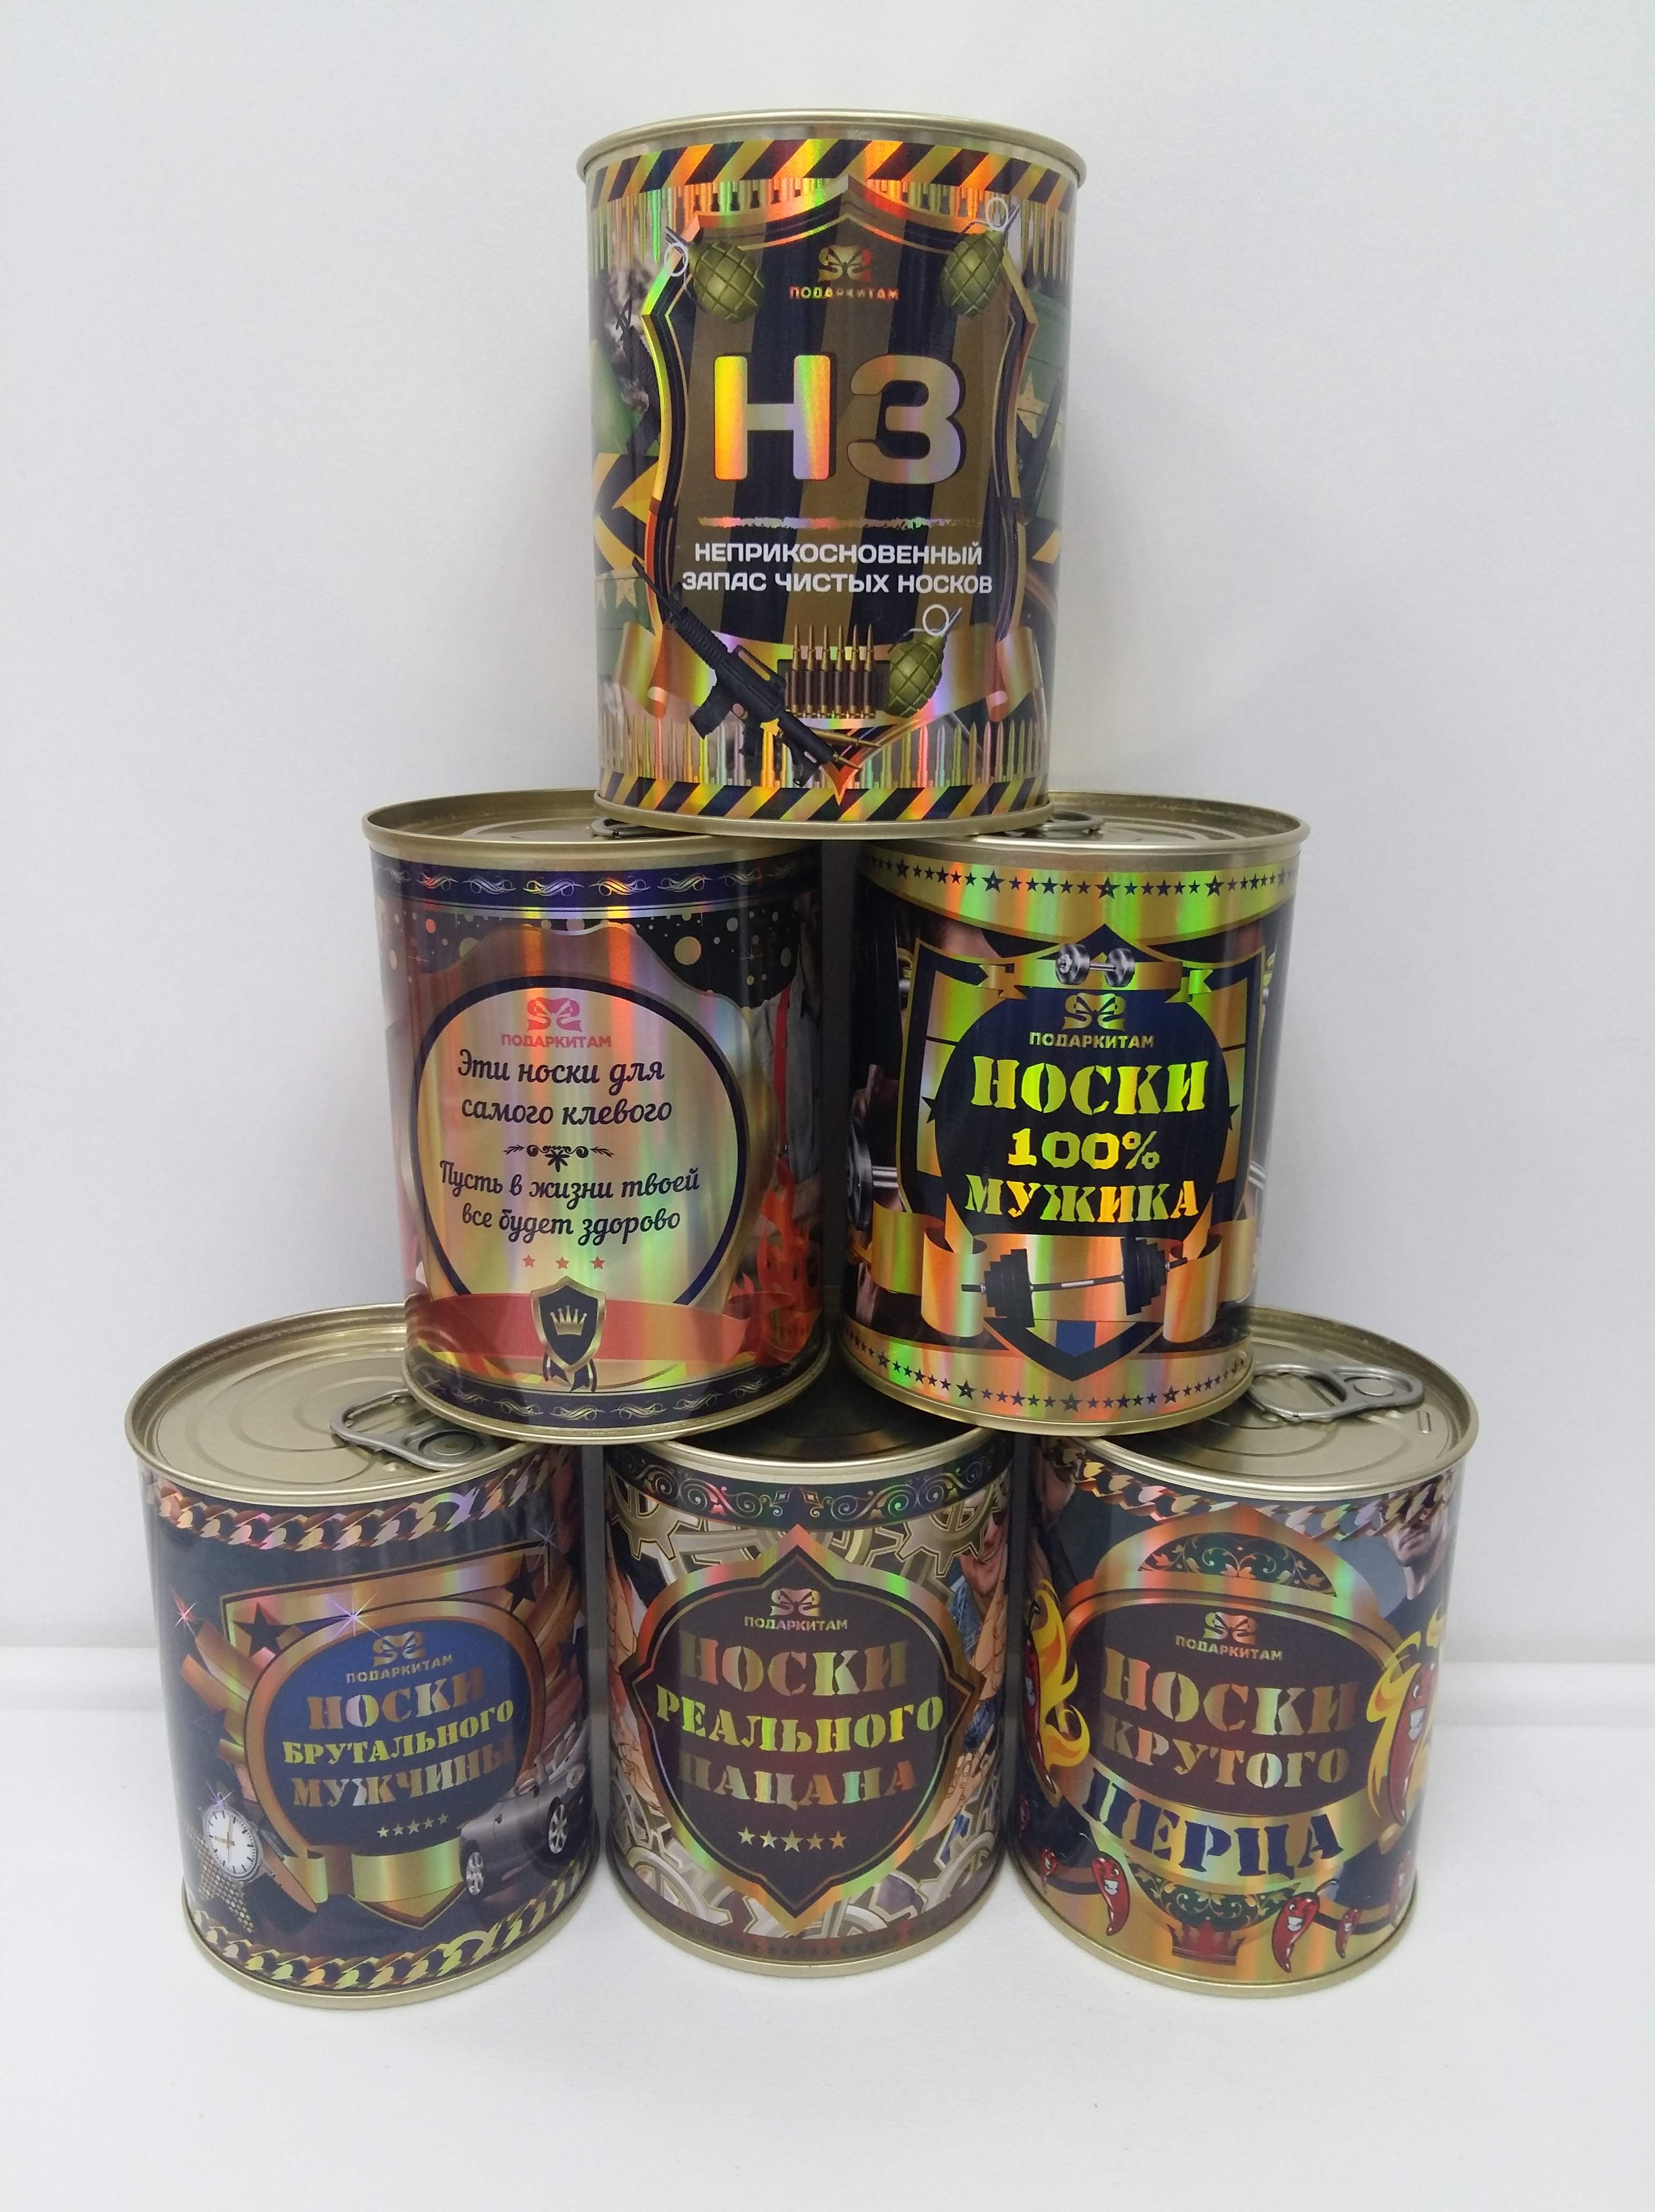 ПОДАРКИТАМ
НЗ
НЕПРИКОСНОВЕННЫЙ
ЗАПАС ЧИСТЫХ НОСКОВ
ПОДАРКИТАМ
Эти носки для
самого клевого
Пусть в жизни твоей
все будет здорово
ПОДАРКИТАМ
НОСКИ
100%
МУЖИКА
ПОДАРКИТАМ
НОСКИ
БРУТАЛЬНОГО
МУЖЧИНЫ
ПОДАРКИТАМ
НОСКИ
РЕАЛЬНОГО
ПАЦАНА
ПОДАРКИТАМ
НОСКИ
КРУТОГО
ПЕРЦА